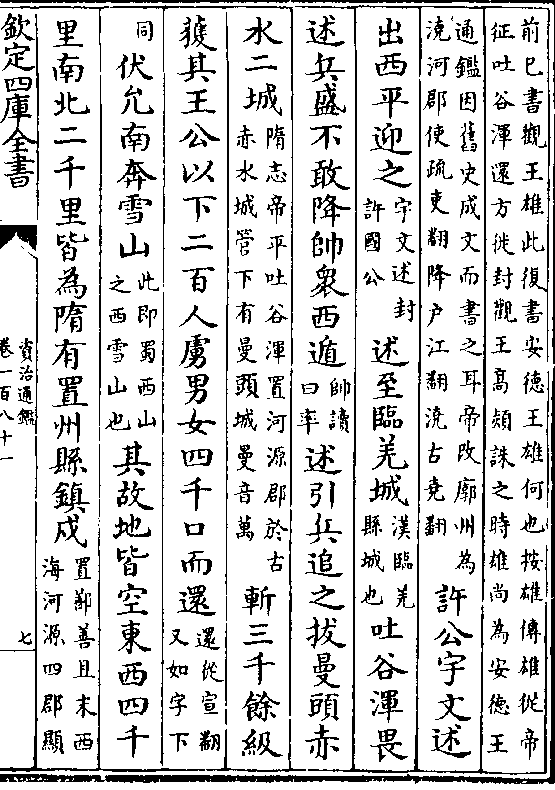 前巳書觀王雄此復書安德王雄何也按雄傳雄從帝
征吐谷渾還方徙封觀王髙熲誅之時雄尚為安德王
通鑑因舊史成文而書之耳帝改廓州為
澆河郡使疏吏翻降户江翻澆古堯翻
許公宇文述
出西平迎之
宇文述封
許國公
述至臨羌城
漢臨羌
縣城也
吐谷渾畏
述兵盛不敢降帥衆西遁
帥讀
曰率
述引兵追之拔曼頭赤
水二城
隋志帝平吐谷渾置河源郡於古
赤水城管下有曼頭城曼音萬
斬三千餘級
獲其王公以下二百人虜男女四千口而還
還從宣翻
又如字下
同
伏允南奔雪山
此即蜀西山
之西雪山也
其故地皆空東西四千
里南北二千里皆為隋有置州縣鎮戍
置鄯善且末西
海河源四郡顯
欽定四庫全書
資治通鑑
卷一百八十一
七